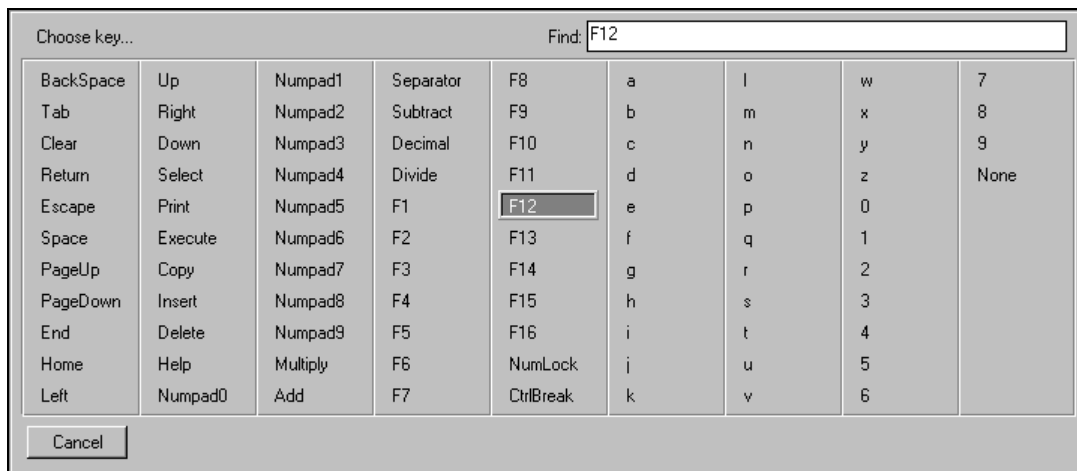 Choose key... Find: F12
BackSpace Up Numpad1 Separator F8 a l w 7
Tab Right Numpad2 Subtract F9 b m x 8
Clear Down Numpad3 Decimal F10 c n y 9
Return Select Numpad4 Divide F11 d o z None
Escape Print Numpad5 F1 F12 e p 0
Space Execute Numpad6 F2 F13 f q 1
PageUp Copy Numpad7 F3 F14 g r 2
PageDown Insert Numpad8 F4 F15 h s 3
End Delete Numpad9 F5 F16 i t 4
Home Help Multiply F6 NumLock j u 5
Left Numpad0 Add F7 CtrlBreak k v 6
Cancel